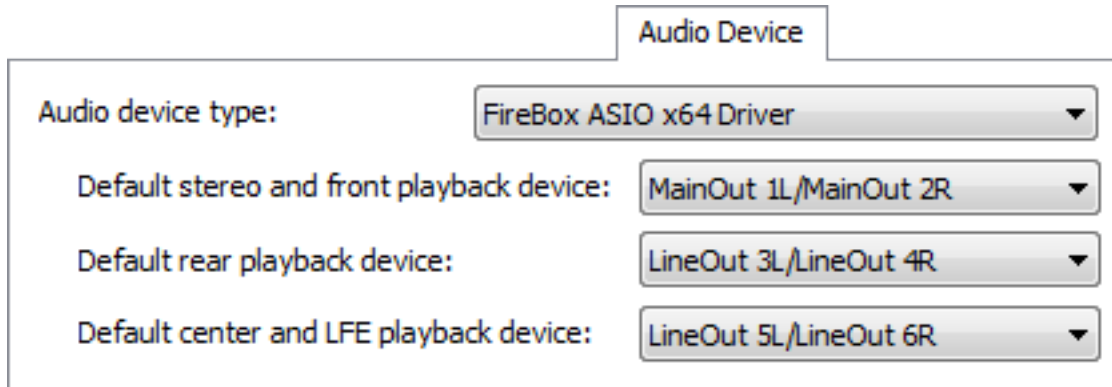 Audio Device
Audio device type: FireBox ASIO x64 Driver
Default stereo and front playback device: MainOut 1L/MainOut 2R
Default rear playback device: LineOut 3L/LineOut 4R
Default center and LFE playback device: LineOut 5L/LineOut 6R